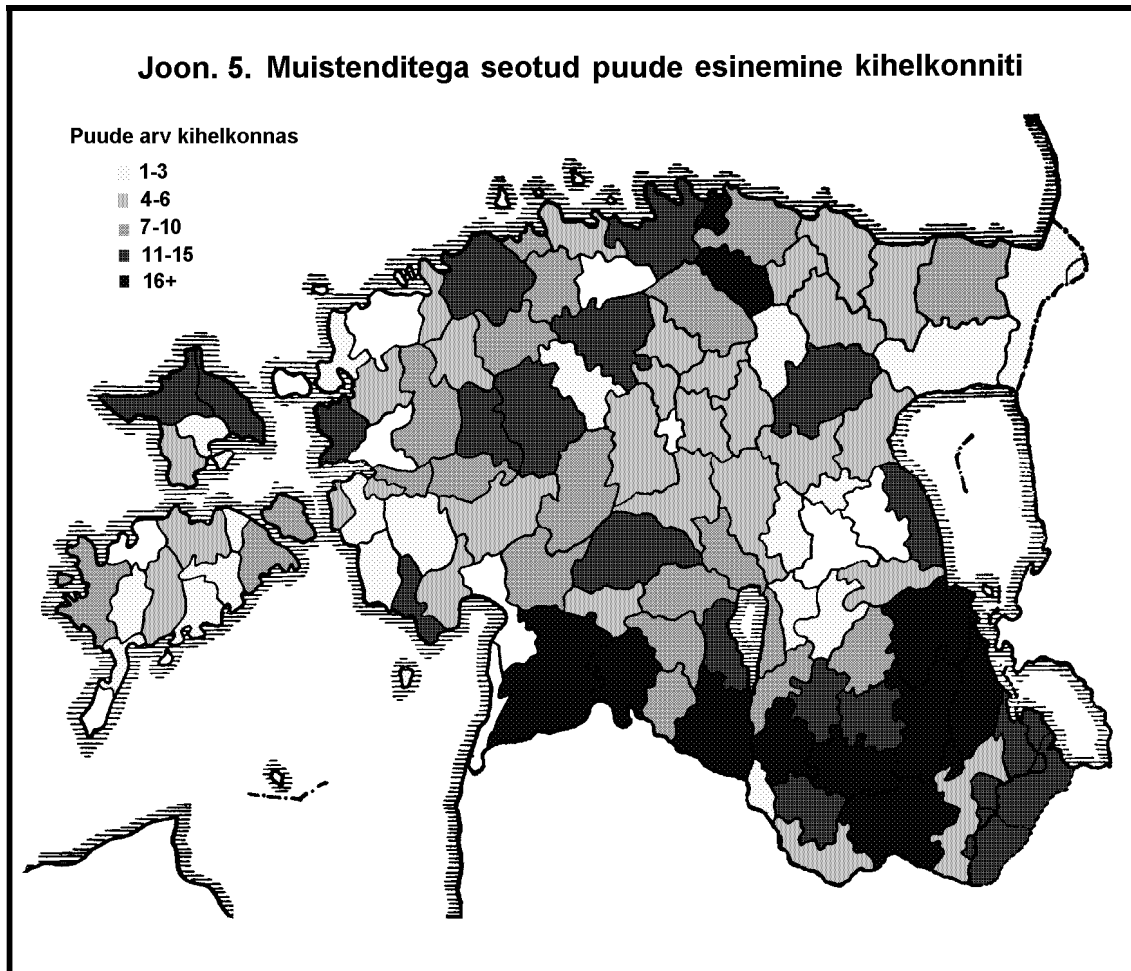 Joon. 5. Muistenditega seotud puude esinemine kihelkonniti
Puude arv kihelkonnas
1-3
4-6
7-10
11-15
16+